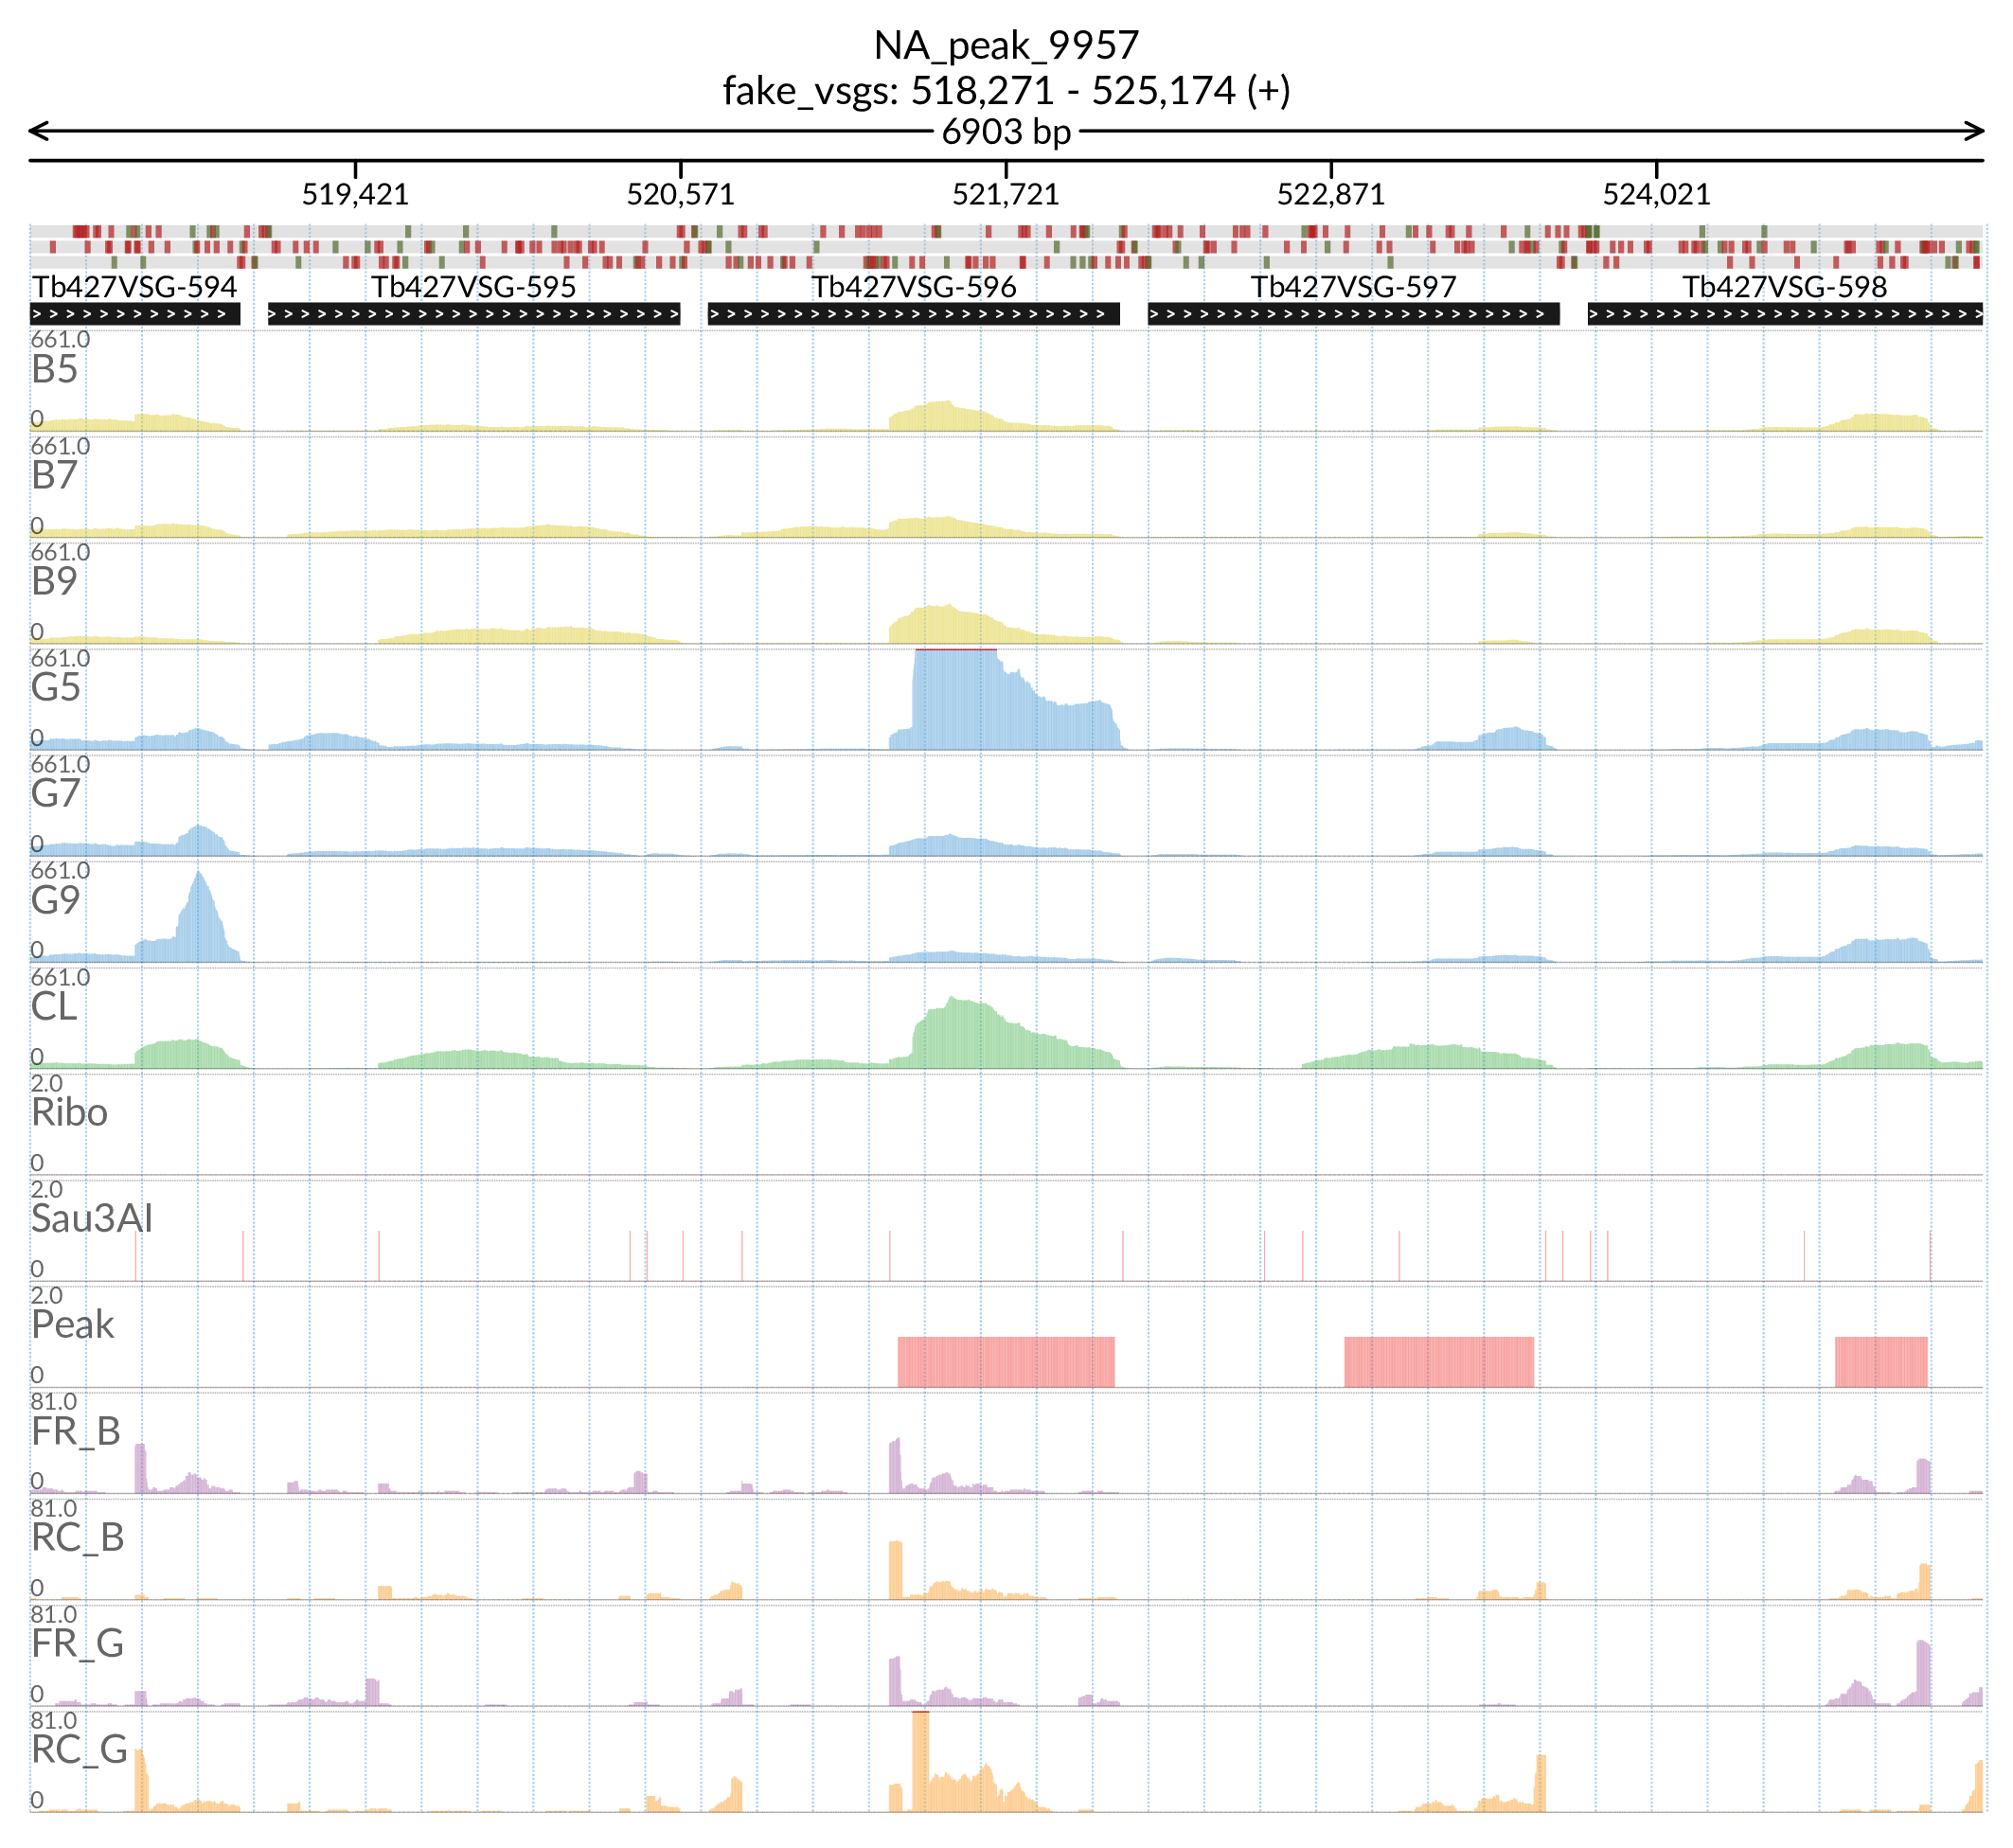 NA_peak_9957
fake_vsgs: 518,271 - 525,174 (+)
6903 bp
519,421 520,571 521,721 522,871 524,021
Tb427VSG-594 Tb427VSG-595 Tb427VSG-596 Tb427VSG-597 Tb427VSG-598
661.0
B5
0
661.0
B7
0
661.0
B9
0
661.0
G5
0
661.0
G7
0
661.0
G9
0
661.0
CL
0
2.0
Ribo
0
2.0
Sau3AI
0
2.0
Peak
0
81.0
FR_B
0
81.0
RC_B
0
81.0
FR_G
0
81.0
RC_G
0